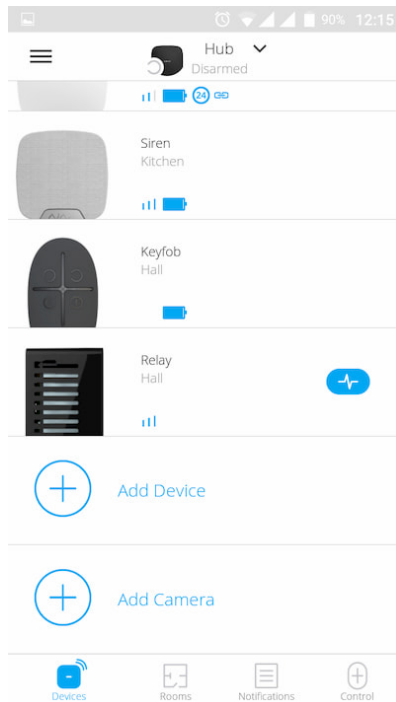 90% 12:15
Hub
Disarmed
24
Siren
Kitchen
Keyfob
Hall
Relay
Hall
Add Device
Add Camera
Devices
Rooms
Notifications
Control